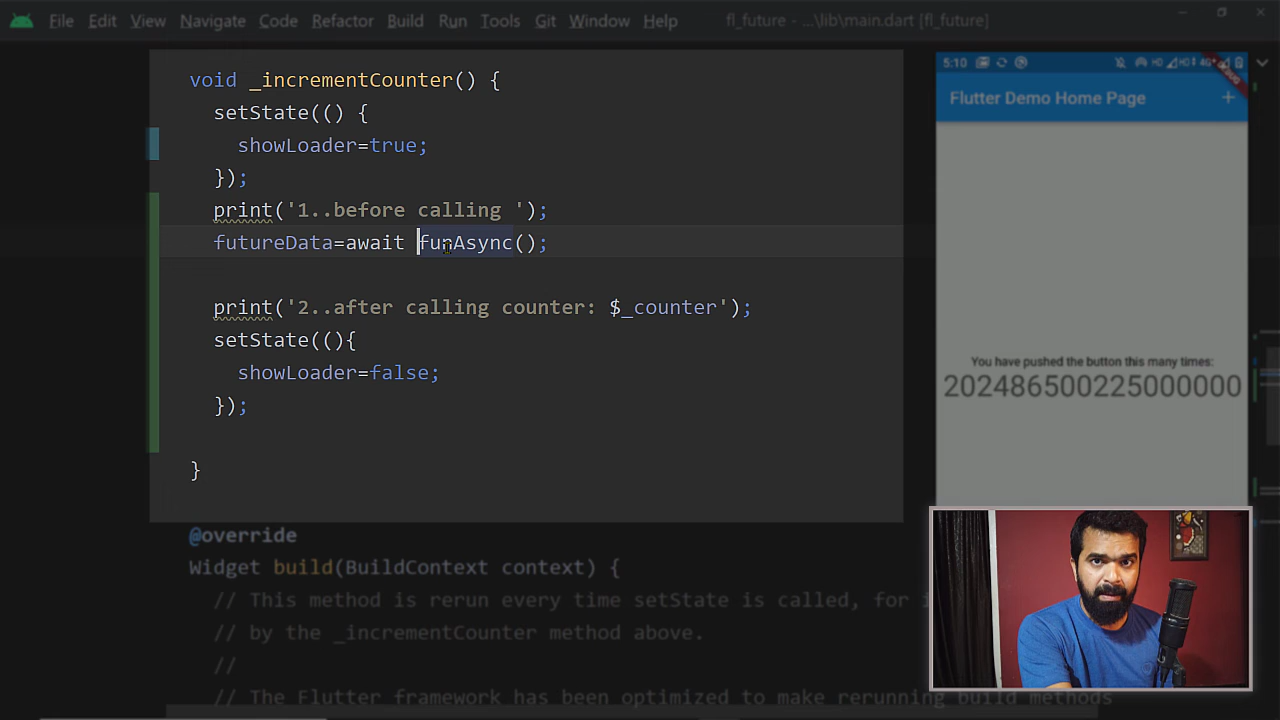 File Edit View Navigate Code Refactor Build Run Tools Git Window Help fl_future - ...\lib\main.dart [fl_future]
void _incrementCounter() {
setState(() {
showLoader=true;
});
print('1..before calling ');
futureData=await funAsync();
print('2..after calling counter: $_counter');
setState((){
showLoader=false;
});
}
@override
Widget build(BuildContext context) {
// This method is rerun every time setState is called, for i
// by the _incrementCounter method above.
//
// The Flutter framework has been optimized to make rerunning build methods
5:10
Flutter Demo Home Page +
You have pushed the button this many times:
202486500225000000